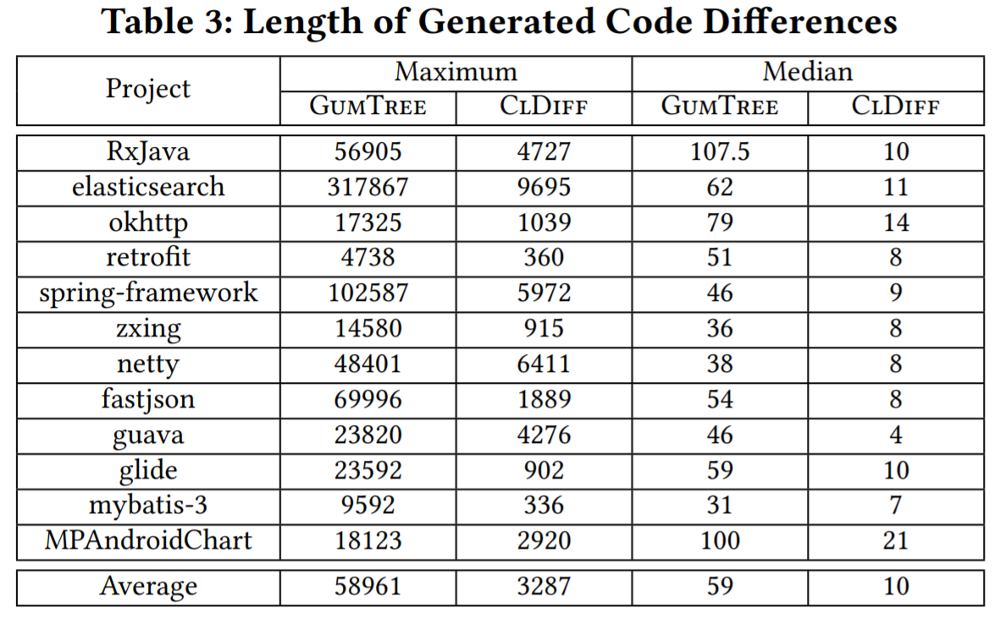 Table 3: Length of Generated Code Differences
Project Maximum Median
GUMTREE CLDIFF GUMTREE CLDIFF
RxJava 56905 4727 107.5 10
elasticsearch 317867 9695 62 11
okhttp 17325 1039 79 14
retrofit 4738 360 51 8
spring-framework 102587 5972 46 9
zxing 14580 915 36 8
netty 48401 6411 38 8
fastjson 69996 1889 54 8
guava 23820 4276 46 4
glide 23592 902 59 10
mybatis-3 9592 336 31 7
MPAndroidChart 18123 2920 100 21
Average 58961 3287 59 10